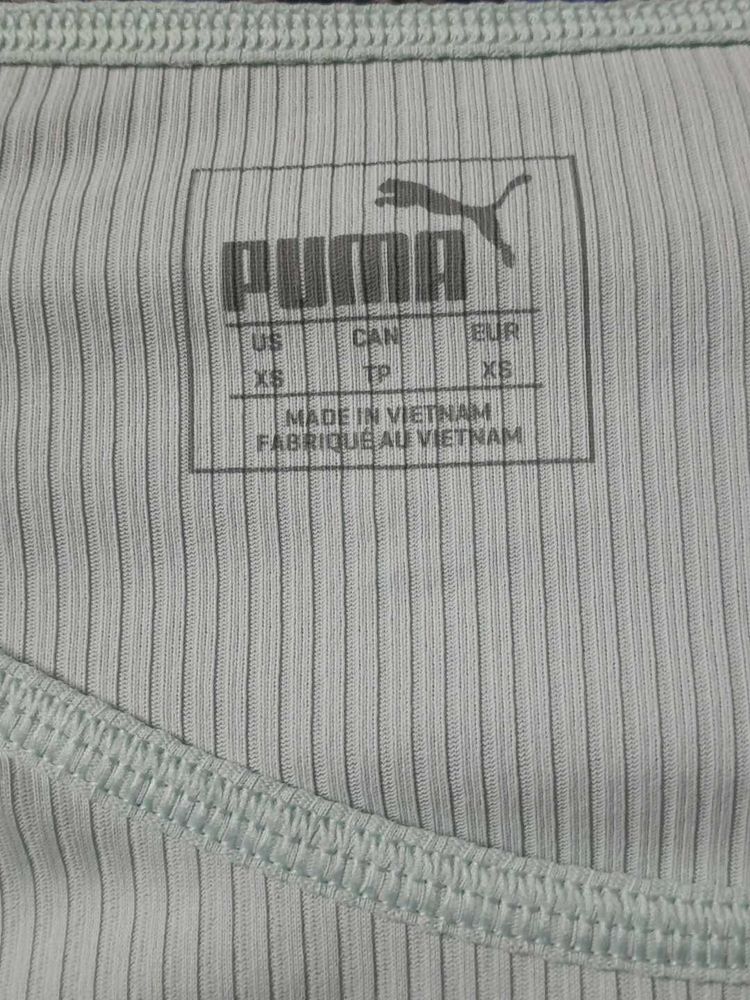 PUMA
US CAN EUR
XS TP XS
MADE IN VIETNAM
FABRIQUÉ AU VIETNAM